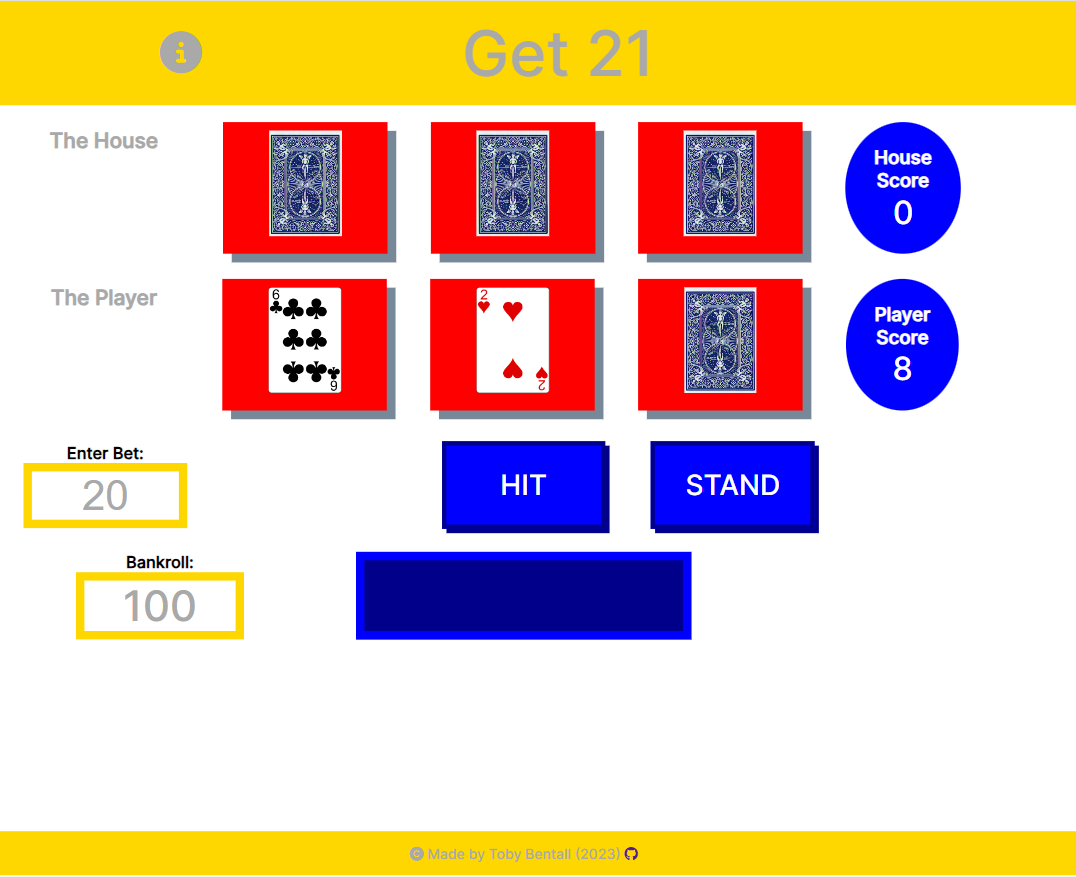 Get 21
The House
House
Score
0
The Player
6
9
2
2
Player
Score
8
Enter Bet:
20
HIT
STAND
Bankroll:
100
Made by Toby Bentall (2023)